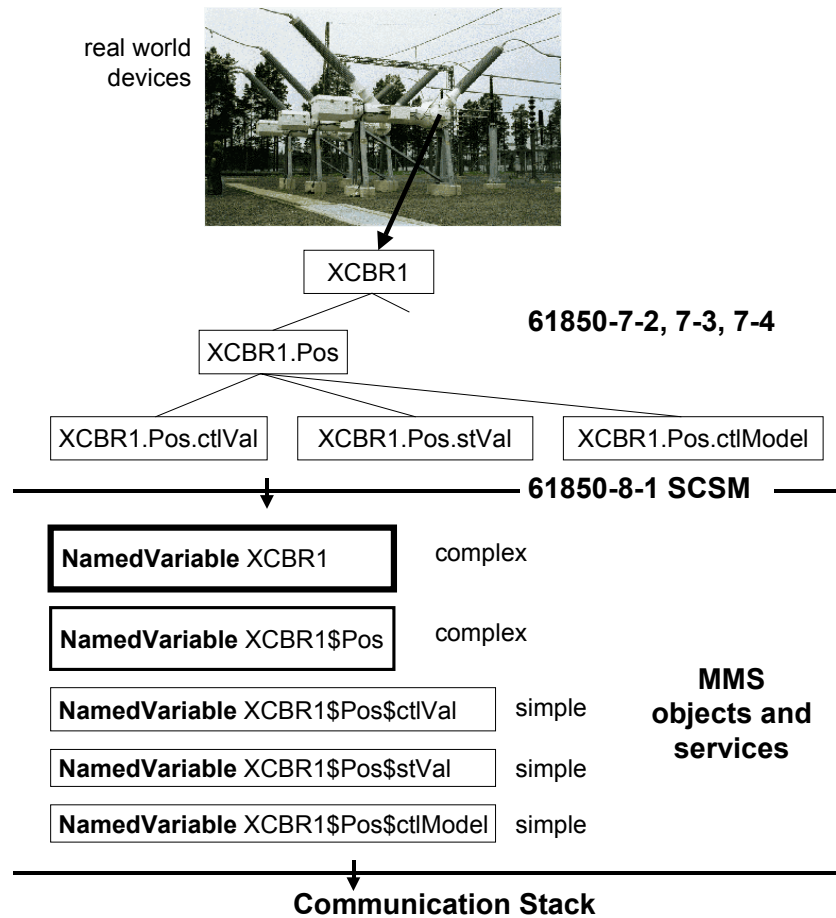 real world
devices
XCBR1
61850-7-2, 7-3, 7-4
XCBR1.Pos
XCBR1.Pos.ctlVal
XCBR1.Pos.stVal
XCBR1.Pos.ctlModel
61850-8-1 SCSM
NamedVariable XCBR1
complex
NamedVariable XCBR1$Pos
complex
MMS
objects and
services
NamedVariable XCBR1$Pos$ctlVal
simple
NamedVariable XCBR1$Pos$stVal
simple
NamedVariable XCBR1$Pos$ctlModel
simple
Communication Stack